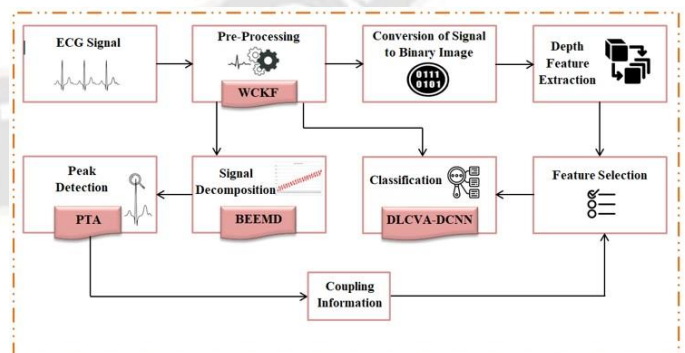 ECG Signal
Pre-Processing
WCKF
Conversion of Signal
to Binary Image
0111
0101
Depth
Feature
Extraction
Peak
Detection
PTA
Signal
Decomposition
BEEMD
Classification
DLCVA-DCNN
Feature Selection
Coupling
Information